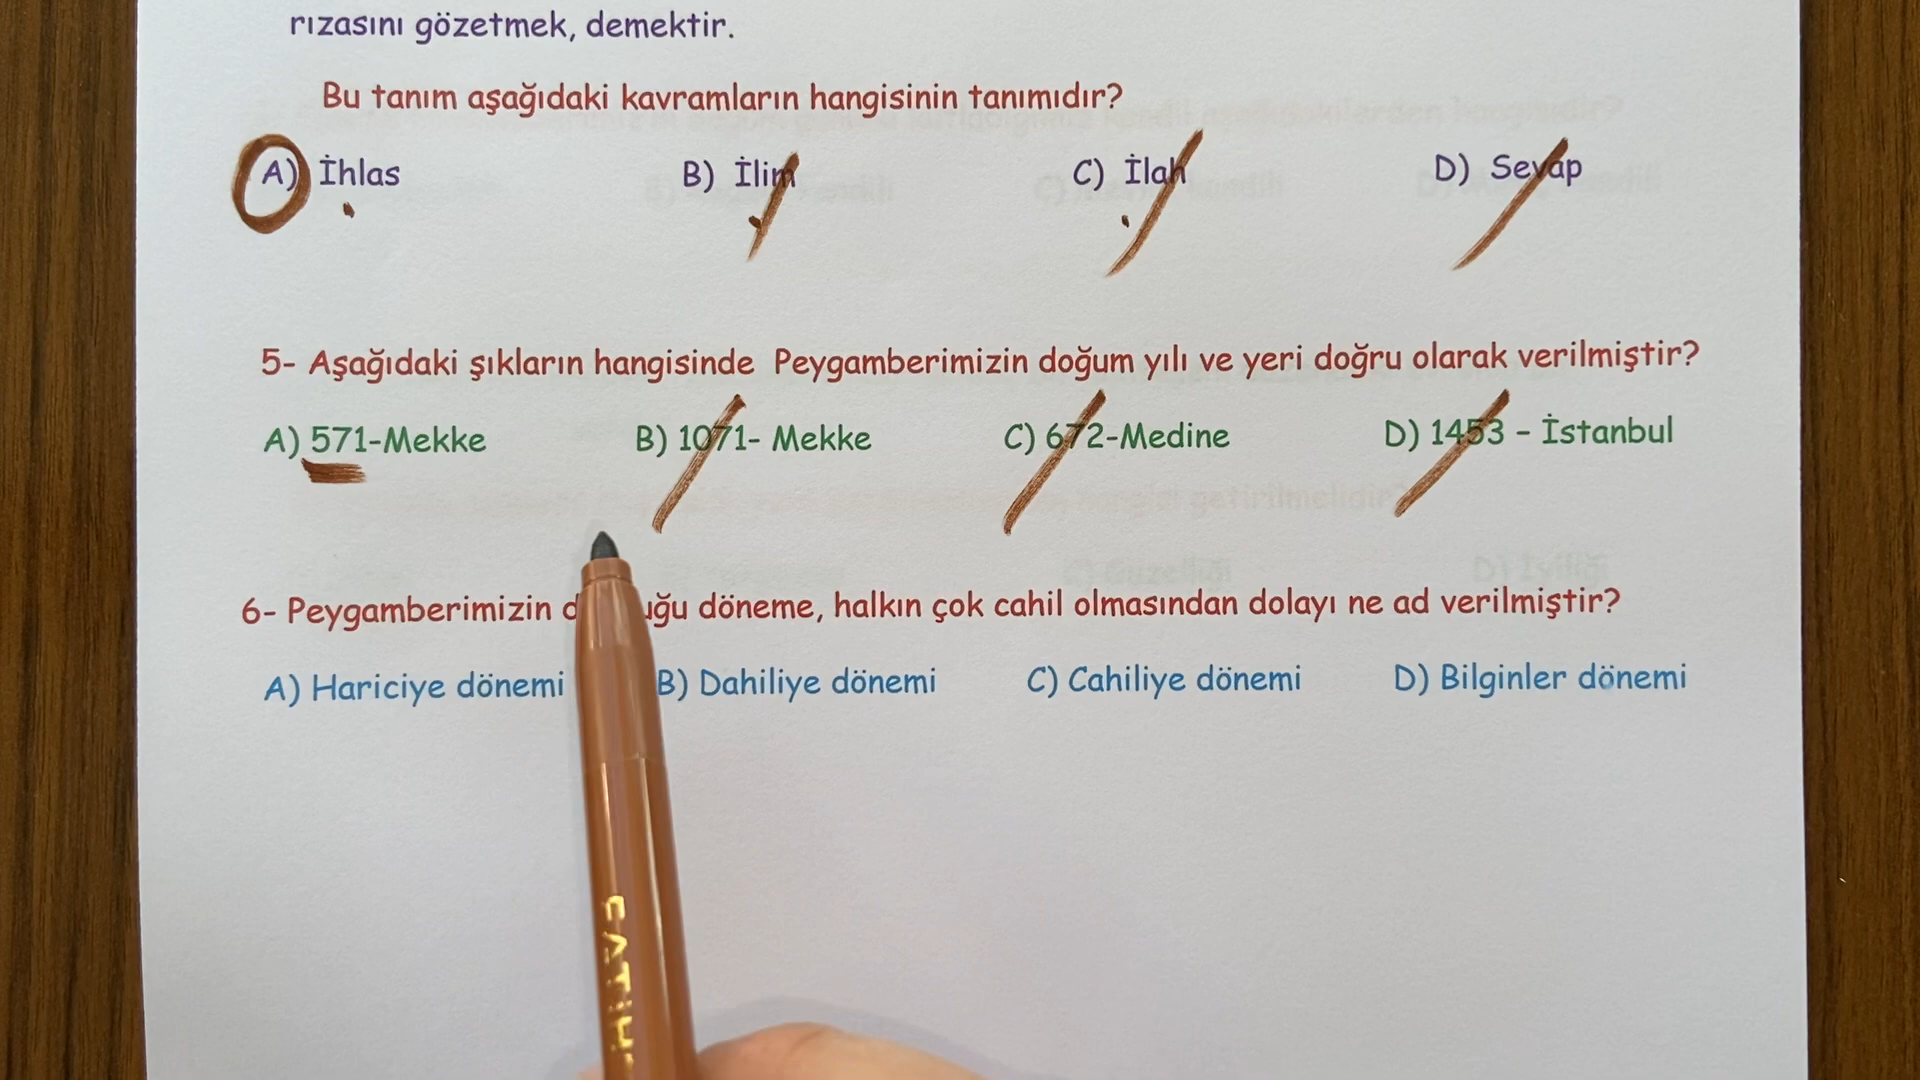 rızasını gözetmek, demektir.
Bu tanım aşağıdaki kavramların hangisinin tanımıdır?
A) İhlas B) İlim C) İlah D) Sevap
5- Aşağıdaki şıkların hangisinde Peygamberimizin doğum yılı ve yeri doğru olarak verilmiştir?
A) 571-Mekke B) 1071- Mekke C) 672-Medine D) 1453 - İstanbul
6- Peygamberimizin döneme, halkın çok cahil olmasından dolayı ne ad verilmiştir?
A) Hariciye dönemi B) Dahiliye dönemi C) Cahiliye dönemi D) Bilginler dönemi
FATİH